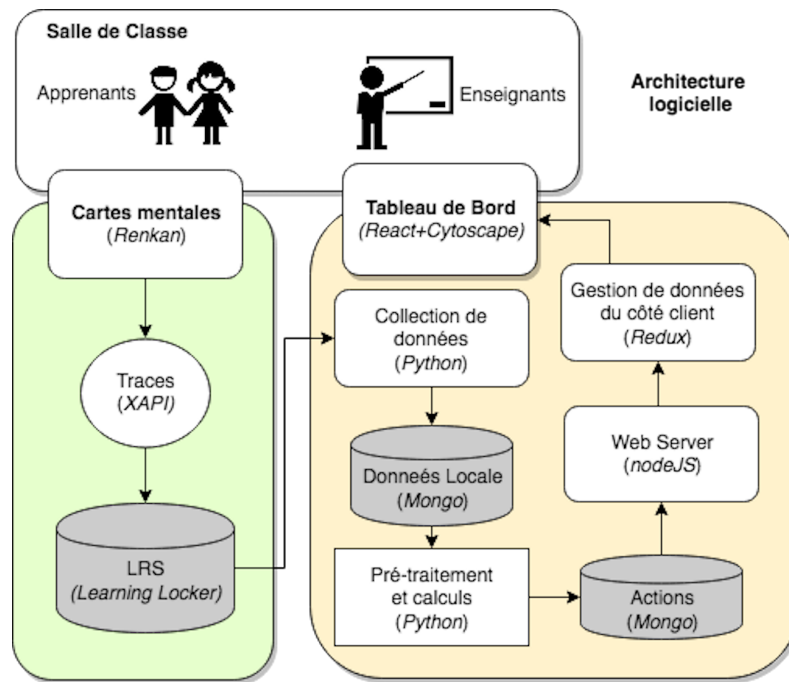 Salle de Classe
Apprenants
Enseignants
Architecture
logicielle
Cartes mentales
(Renkan)
Traces
(XAPI)
LRS
(Learning Locker)
Tableau de Bord
(React+Cytoscape)
Collection de
données
(Python)
Donneés Locale
(Mongo)
Pré-traitement
et calculs
(Python)
Actions
(Mongo)
Web Server
(nodeJS)
Gestion de données
du côté client
(Redux)